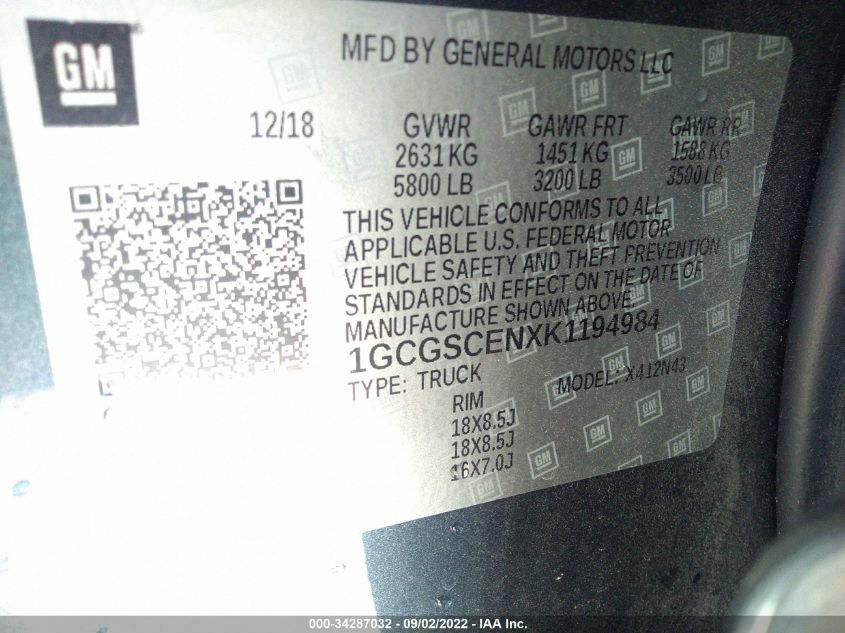 GM
MFD BY GENERAL MOTORS LLC
12/18 GVWR GAWR FRT GAWR RR
2631 KG 1451 KG 1588 KG
5800 LB 3200 LB 3500 LB
THIS VEHICLE CONFORMS TO ALL
APPLICABLE U.S. FEDERAL MOTOR
VEHICLE SAFETY AND THEFT PREVENTION
STANDARDS IN EFFECT ON THE DATE OF
MANUFACTURE SHOWN ABOVE.
1GCGSCENXK1194984
TYPE: TRUCK MODEL: X412N43
RIM
18X8.5J
18X8.5J
16X7.0J
000-34287032 - 09/02/2022 - IAA Inc.